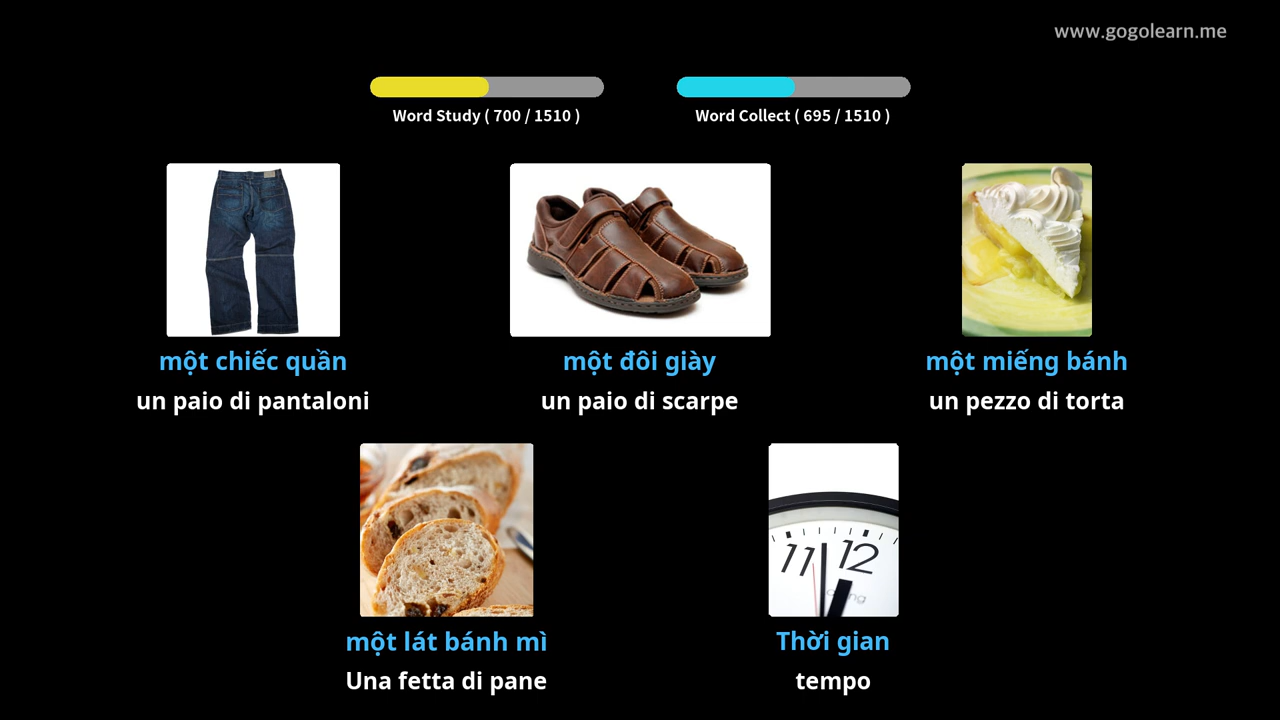 www.gogolearn.me
Word Study ( 700 / 1510 )
Word Collect ( 695 / 1510 )
một chiếc quần
un paio di pantaloni
một đôi giày
un paio di scarpe
một miếng bánh
un pezzo di torta
11 12
một lát bánh mì
Una fetta di pane
Thời gian
tempo